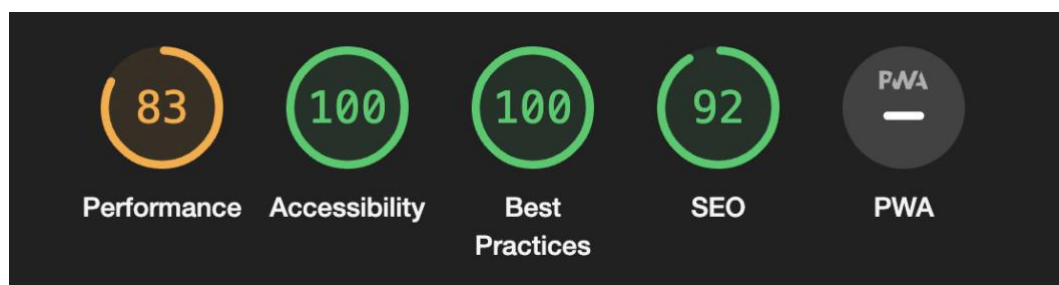 83
100
100
92
PWA
Performance
Accessibility
Best
Practices
SEO
PWA